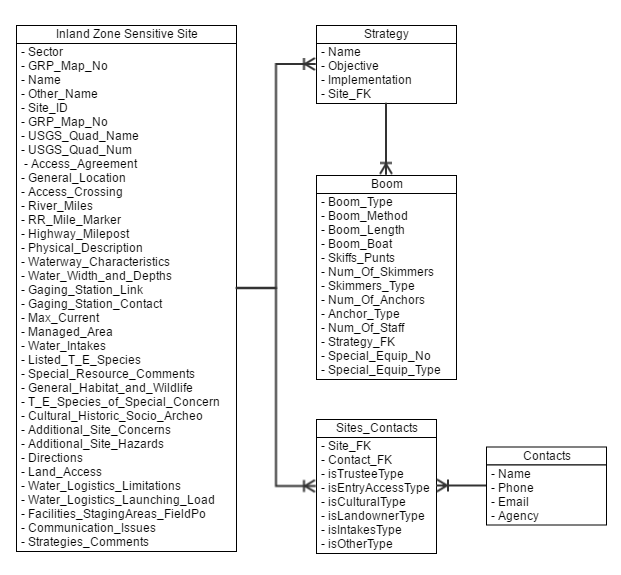 Inland Zone Sensitive Site
- Sector
- GRP_Map_No
- Name
- Other_Name
- Site_ID
- GRP_Map_No
- USGS_Quad_Name
- USGS_Quad_Num
- Access_Agreement
- General_Location
- Access_Crossing
- River_Miles
- RR_Mile_Marker
- Highway_Milepost
- Physical_Description
- Waterway_Characteristics
- Water_Width_and_Depths
- Gaging_Station_Link
- Gaging_Station_Contact
- Max_Current
- Managed_Area
- Water_Intakes
- Listed_T_E_Species
- Special_Resource_Comments
- General_Habitat_and_Wildlife
- T_E_Species_of_Special_Concern
- Cultural_Historic_Socio_Archeo
- Additional_Site_Concerns
- Additional_Site_Hazards
- Directions
- Land_Access
- Water_Logistics_Limitations
- Water_Logistics_Launching_Load
- Facilities_StagingAreas_FieldPo
- Communication_Issues
- Strategies_Comments
Strategy
- Name
- Objective
- Implementation
- Site_FK
Boom
- Boom_Type
- Boom_Method
- Boom_Length
- Boom_Boat
- Skiffs_Punts
- Num_Of_Skimmers
- Skimmers_Type
- Num_Of_Anchors
- Anchor_Type
- Num_Of_Staff
- Strategy_FK
- Special_Equip_No
- Special_Equip_Type
Sites_Contacts
- Site_FK
- Contact_FK
- isTrusteeType
- isEntryAccessType
- isCulturalType
- isLandownerType
- isIntakesType
- isOtherType
Contacts
- Name
- Phone
- Email
- Agency